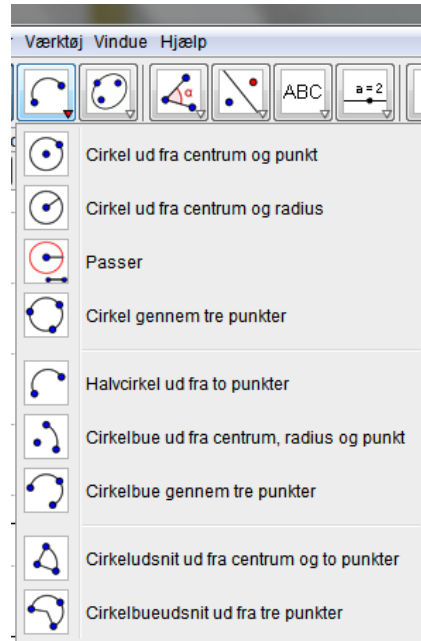 Værktøj Vindue Hjælp
α ABC a = 2
Cirkel ud fra centrum og punkt
Cirkel ud fra centrum og radius
Passer
Cirkel gennem tre punkter
Halvcirkel ud fra to punkter
Cirkelbue ud fra centrum, radius og punkt
Cirkelbue gennem tre punkter
Cirkeludsnit ud fra centrum og to punkter
Cirkelbueudsnit ud fra tre punkter